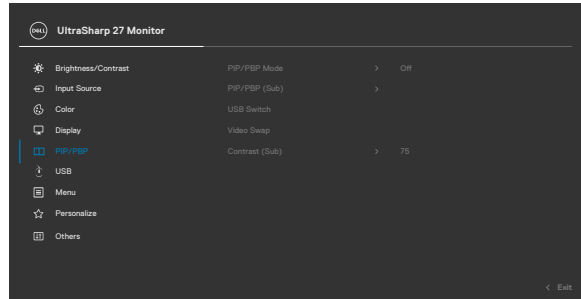 DELL UltraSharp 27 Monitor
Brightness/Contrast PIP/PBP Mode > Off
Input Source PIP/PBP (Sub) >
Color USB Switch
Display Video Swap
PIP/PBP Contrast (Sub) > 75
USB
Menu
Personalize
Others
< Exit